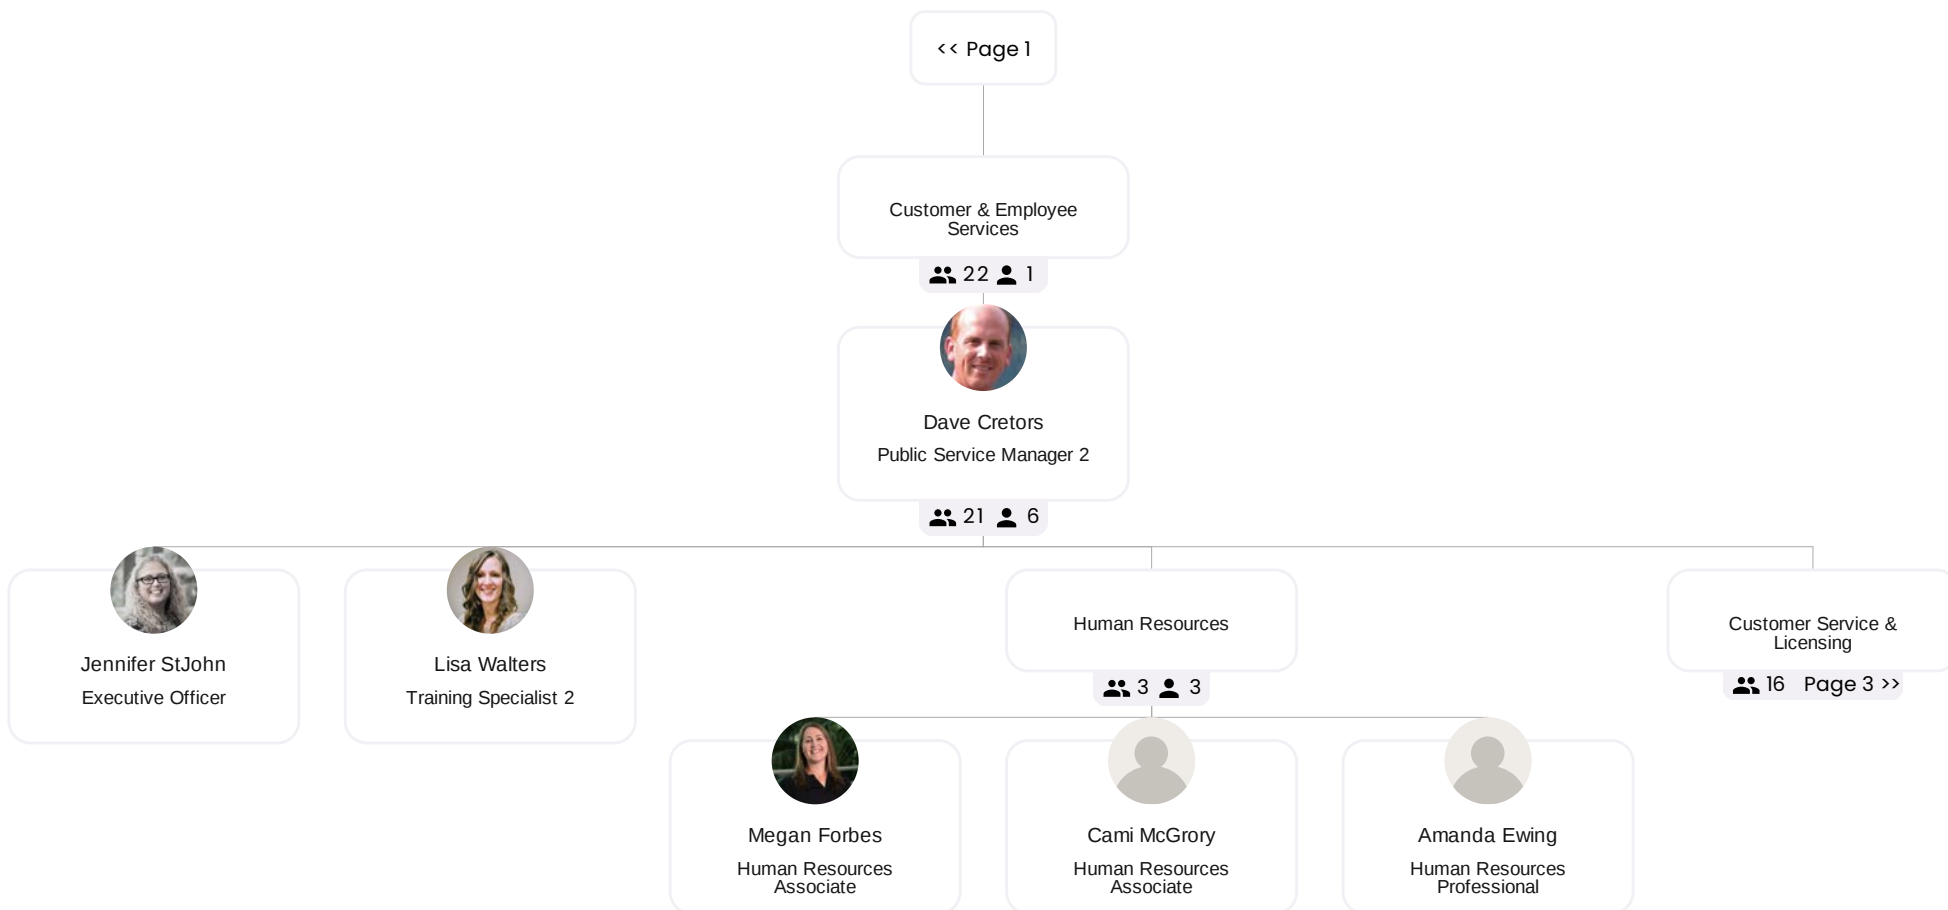 << Page 1
Customer & Employee
Services
22 1
Dave Cretors
Public Service Manager 2
21 6
Jennifer StJohn
Executive Officer
Lisa Walters
Training Specialist 2
Human Resources
3 3
Customer Service &
Licensing
16 Page 3 >>
Megan Forbes
Human Resources
Associate
Cami McGrory
Human Resources
Associate
Amanda Ewing
Human Resources
Professional